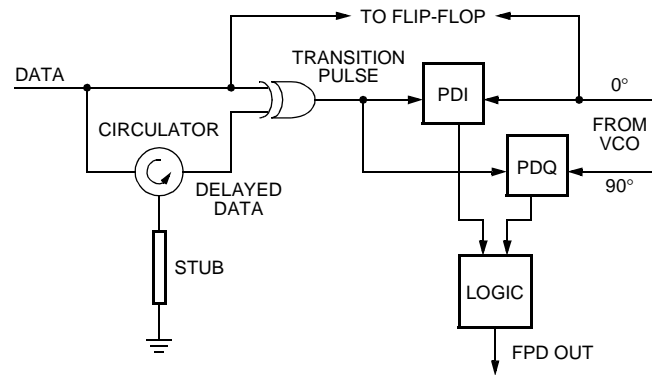 TO FLIP-FLOP
TRANSITION
PULSE
DATA
PDI
0°
CIRCULATOR
FROM
VCO
PDQ
90°
DELAYED
DATA
STUB
LOGIC
FPD OUT